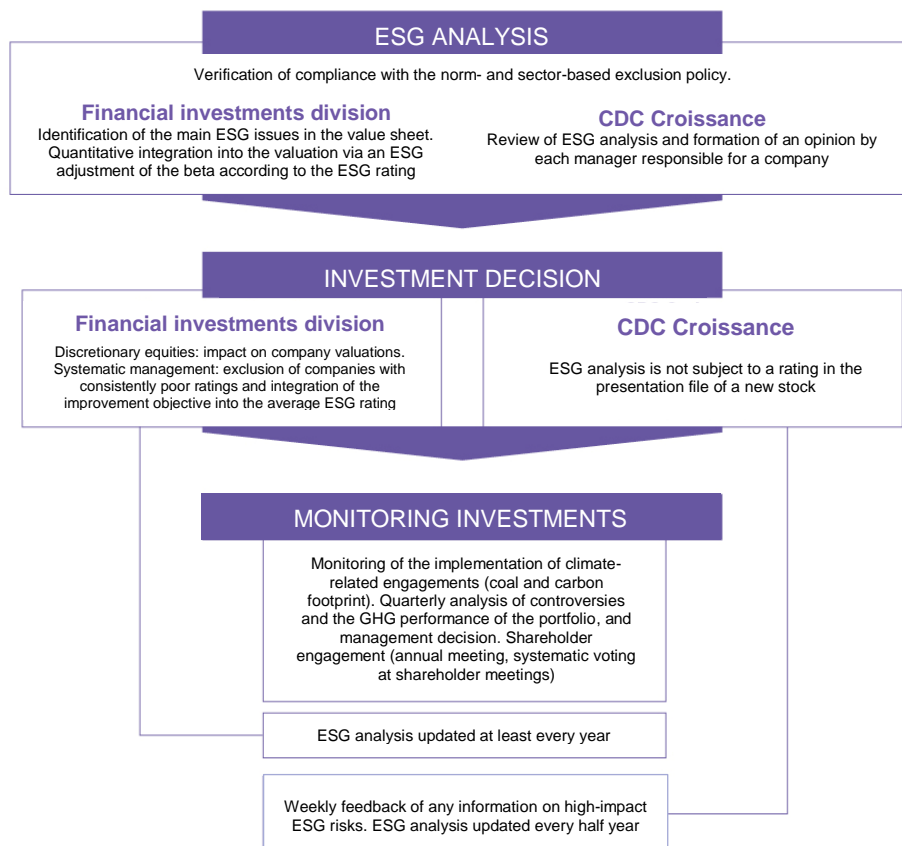 ESG ANALYSIS
Verification of compliance with the norm- and sector-based exclusion policy.
Financial investments division
Identification of the main ESG issues in the value sheet.
Quantitative integration into the valuation via an ESG
adjustment of the beta according to the ESG rating
CDC Croissance
Review of ESG analysis and formation of an opinion by
each manager responsible for a company
INVESTMENT DECISION
Financial investments division
Discretionary equities: impact on company valuations.
Systematic management: exclusion of companies with
consistently poor ratings and integration of the
improvement objective into the average ESG rating
CDC Croissance
ESG analysis is not subject to a rating in the
presentation file of a new stock
MONITORING INVESTMENTS
Monitoring of the implementation of climate-
related engagements (coal and carbon
footprint). Quarterly analysis of controversies
and the GHG performance of the portfolio, and
management decision. Shareholder
engagement (annual meeting, systematic voting
at shareholder meetings)
ESG analysis updated at least every year
Weekly feedback of any information on high-impact
ESG risks. ESG analysis updated every half year